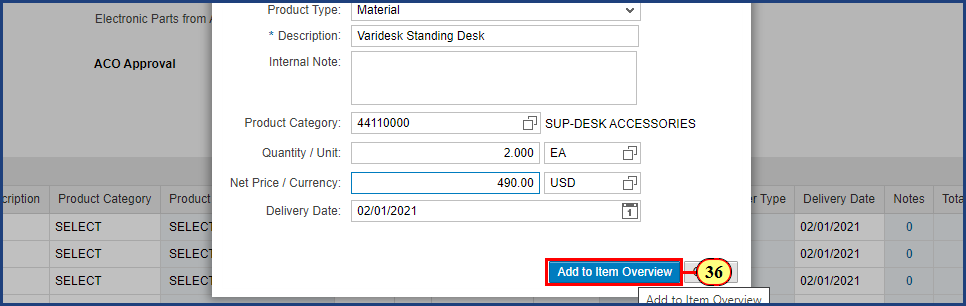 Product Type: Material
Electronic Parts from
* Description: Varidesk Standing Desk
Internal Note:
ACO Approval
Product Category: 44110000 SUP-DESK ACCESSORIES
Quantity / Unit: 2.000 EA
Net Price / Currency: 490.00 USD
Delivery Date: 02/01/2021 1
cription Product Category Product Type Delivery Date Notes Tota
SELECT SELECT 02/01/2021 0
SELECT SELECT 02/01/2021 0
SELECT SELECT 02/01/2021 0
Add to Item Overview 36
Add to Item Overview